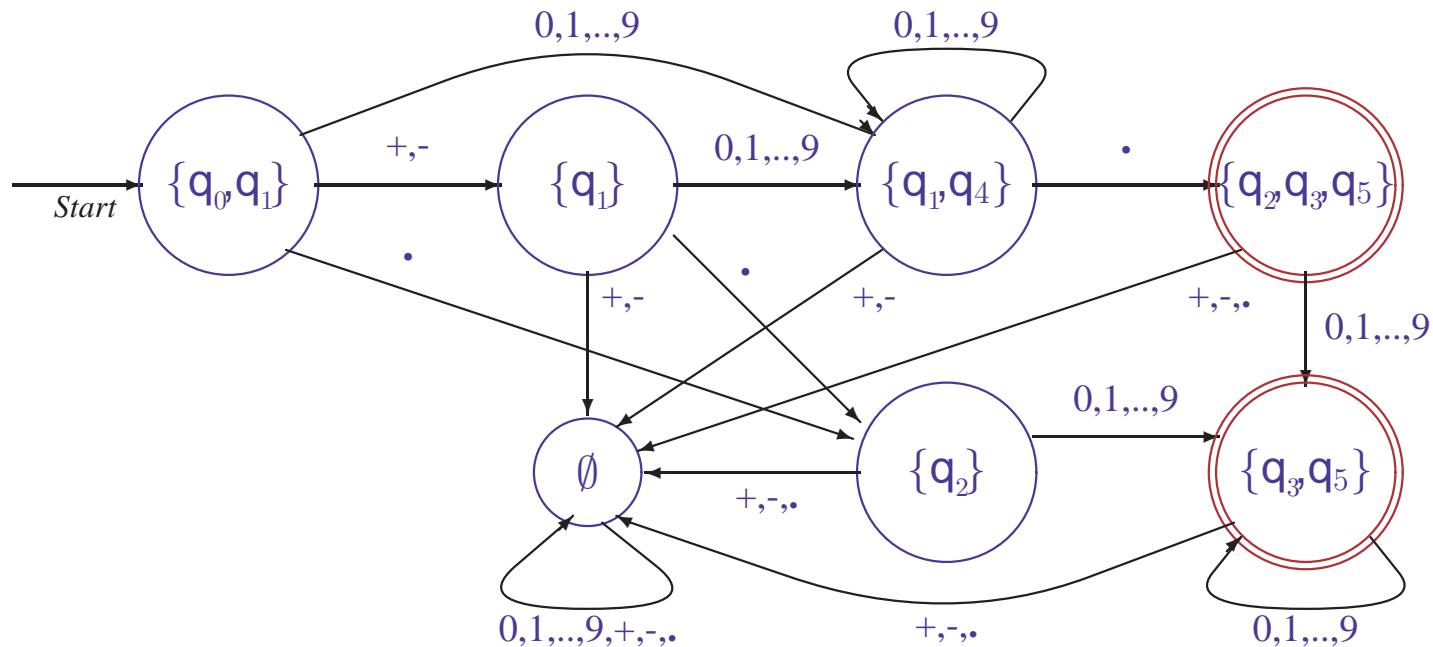 0,1,..,9
0,1,..,9
+,-
0,1,..,9
.
Start
{q0,q1}
{q1}
{q1,q4}
{q2,q3,q5}
.
.
+,-
+,-
+,-,.
0,1,..,9
0,1,..,9
∅
{q2}
{q3,q5}
+,-,.
0,1,..,9,+,-,.
+,-,.
0,1,..,9